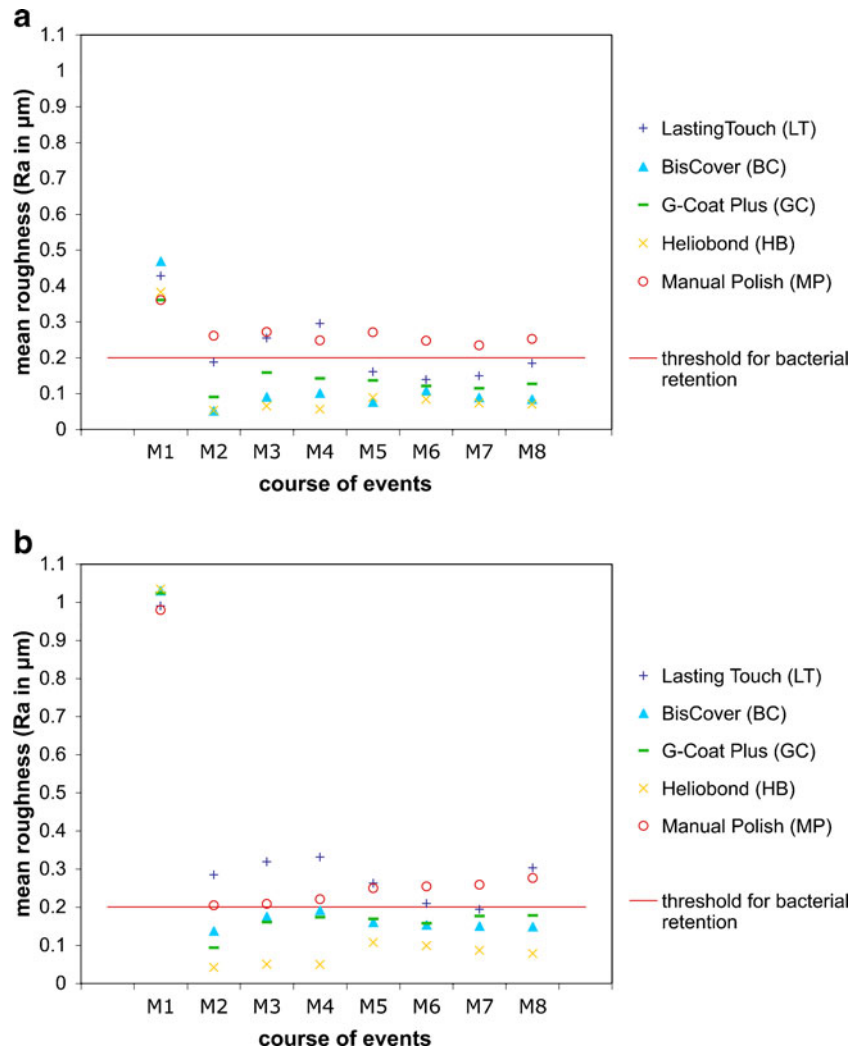 a
1.1
1
0.9
0.8
0.7
0.6
0.5
0.4
0.3
0.2
0.1
0
mean roughness (Ra in µm)
M1 M2 M3 M4 M5 M6 M7 M8
course of events
LastingTouch (LT)
BisCover (BC)
G-Coat Plus (GC)
Heliobond (HB)
Manual Polish (MP)
threshold for bacterial
retention
b
1.1
1
0.9
0.8
0.7
0.6
0.5
0.4
0.3
0.2
0.1
0
mean roughness (Ra in µm)
M1 M2 M3 M4 M5 M6 M7 M8
course of events
Lasting Touch (LT)
BisCover (BC)
G-Coat Plus (GC)
Heliobond (HB)
Manual Polish (MP)
threshold for bacterial
retention